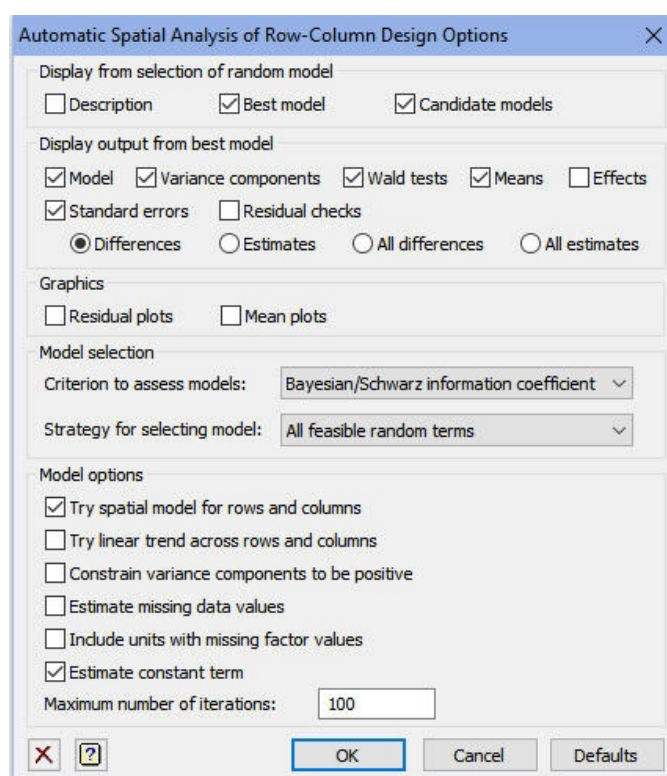 Automatic Spatial Analysis of Row-Column Design Options
Display from selection of random model
Description Best model Candidate models
Display output from best model
Model Variance components Wald tests Means Effects
Standard errors Residual checks
Differences Estimates All differences All estimates
Graphics
Residual plots Mean plots
Model selection
Criterion to assess models: Bayesian/Schwarz information coefficient
Strategy for selecting model: All feasible random terms
Model options
Try spatial model for rows and columns
Try linear trend across rows and columns
Constrain variance components to be positive
Estimate missing data values
Include units with missing factor values
Estimate constant term
Maximum number of iterations: 100
OK Cancel Defaults